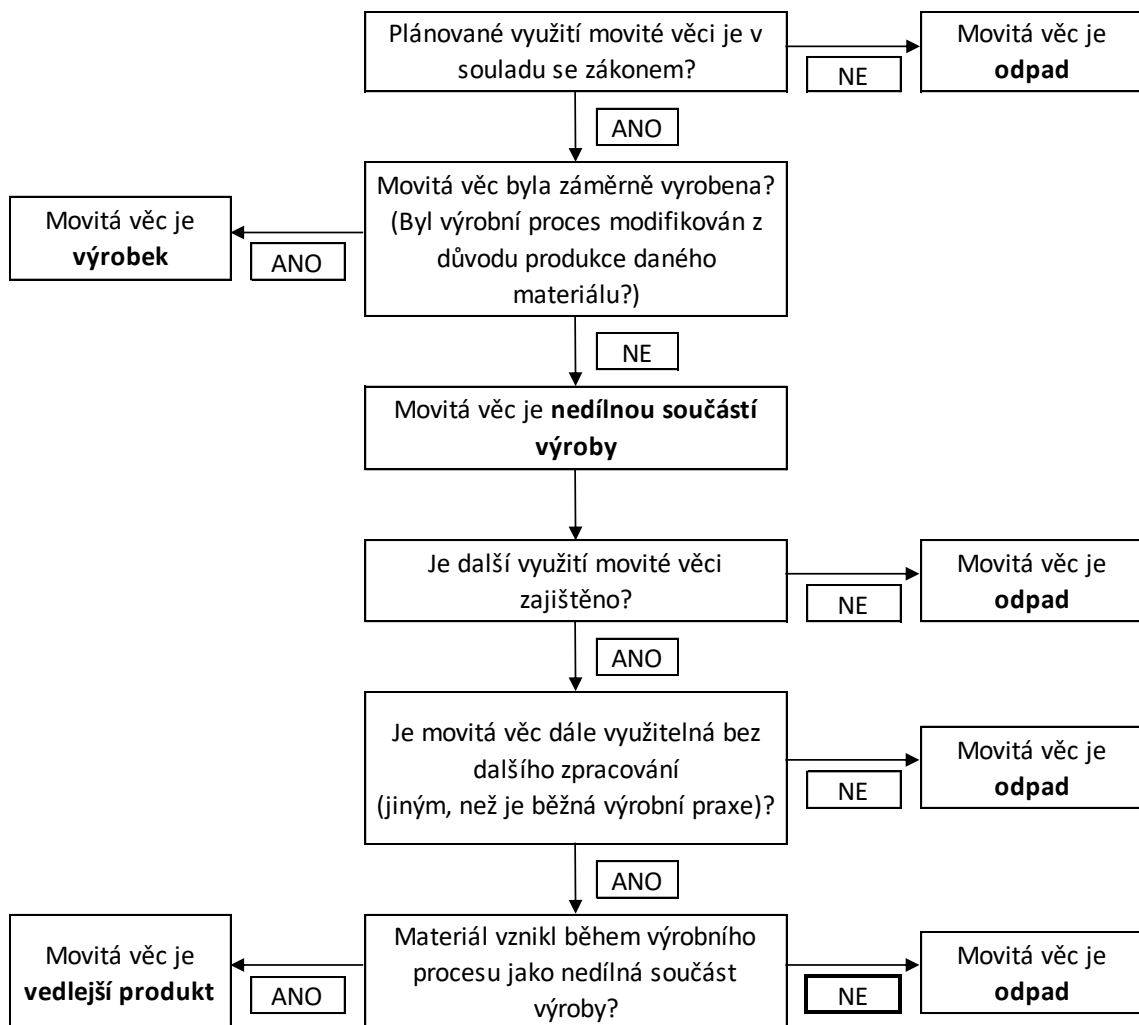 Plánované využití movité věci je v
souladu se zákonem?
NE
Movitá věc je
odpad
ANO
Movitá věc byla záměrně vyrobena?
(Byl výrobní proces modifikován z
důvodu produkce daného
materiálu?)
ANO
Movitá věc je
výrobek
NE
Movitá věc je nedílnou součástí
výroby
Je další využití movité věci
zajištěno?
NE
Movitá věc je
odpad
ANO
Je movitá věc dále využitelná bez
dalšího zpracování
(jiným, než je běžná výrobní praxe)?
NE
Movitá věc je
odpad
ANO
Materiál vznikl během výrobního
procesu jako nedílná součást
výroby?
ANO
Movitá věc je
vedlejší produkt
NE
Movitá věc je
odpad